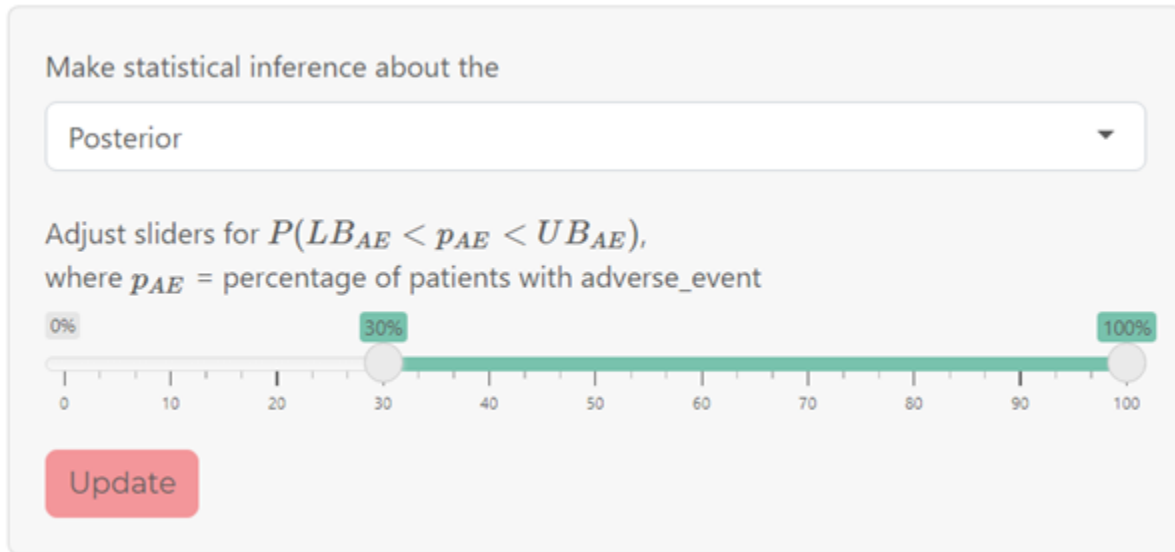 Make statistical inference about the
Posterior
Adjust sliders for P(LB_AE < p_AE < UB_AE),
where p_AE = percentage of patients with adverse_event
0% 30% 100%
0 10 20 30 40 50 60 70 80 90 100
Update